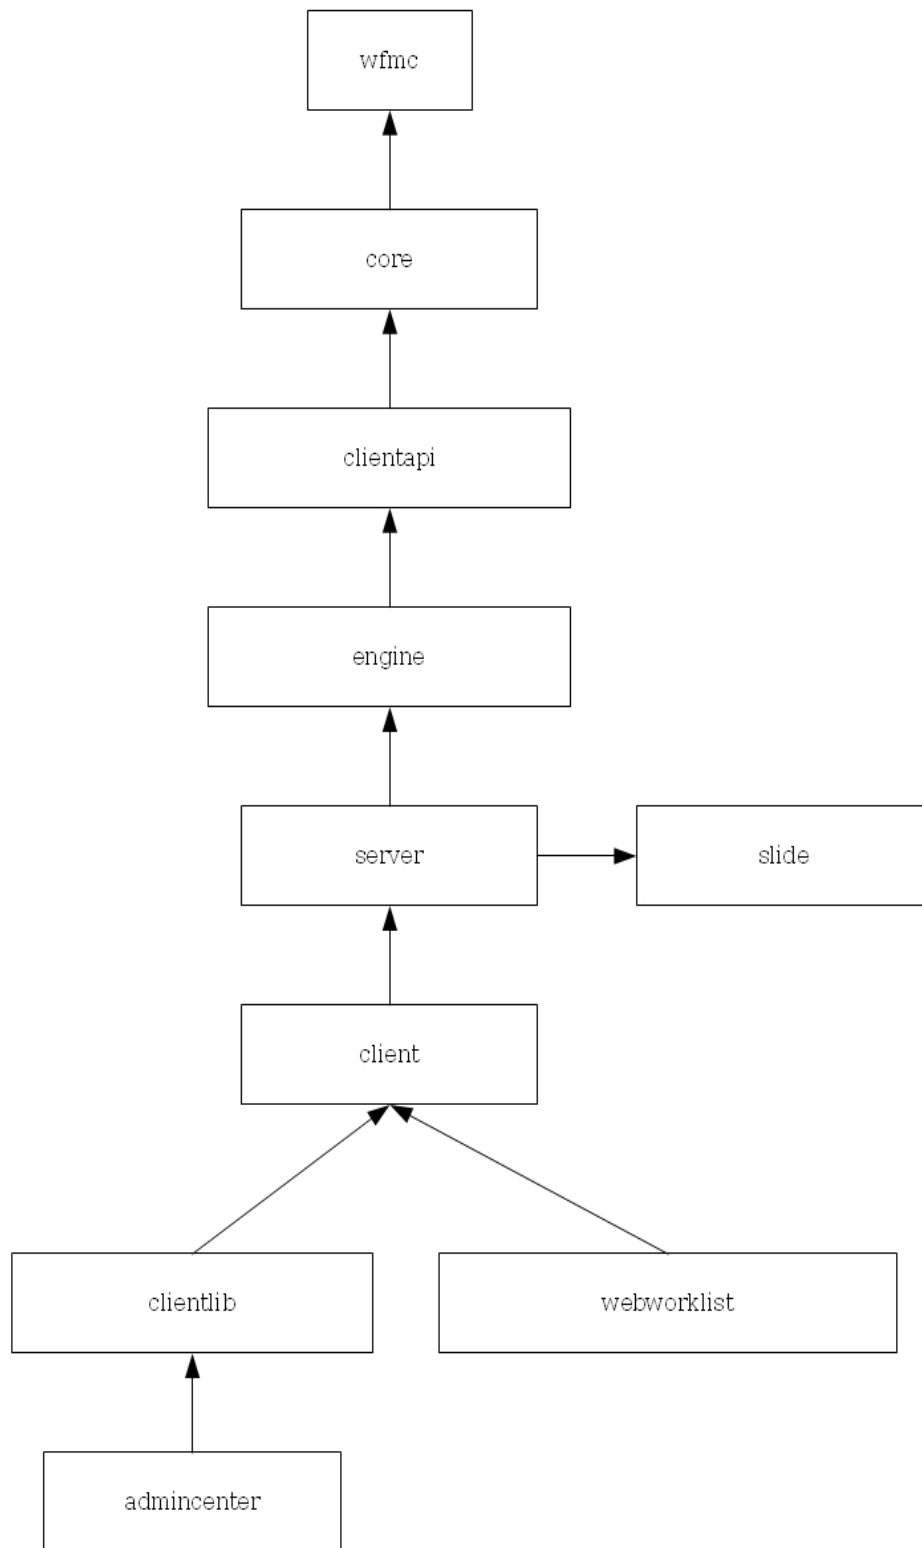 wfmc
core
clientapi
engine
server
slide
client
clientlib
webworklist
admincenter